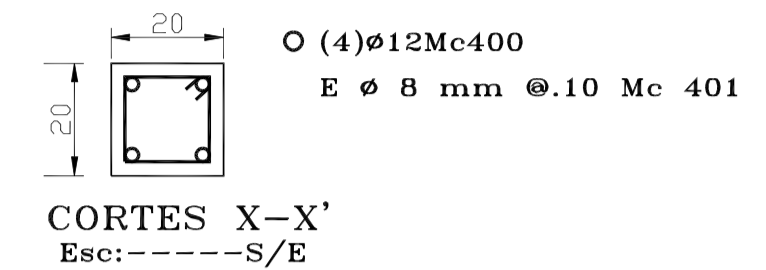 20
(4)ø12Mc400
E ø 8 mm @.10 Mc 401
20
CORTES X-X'
Esc:-----S/E